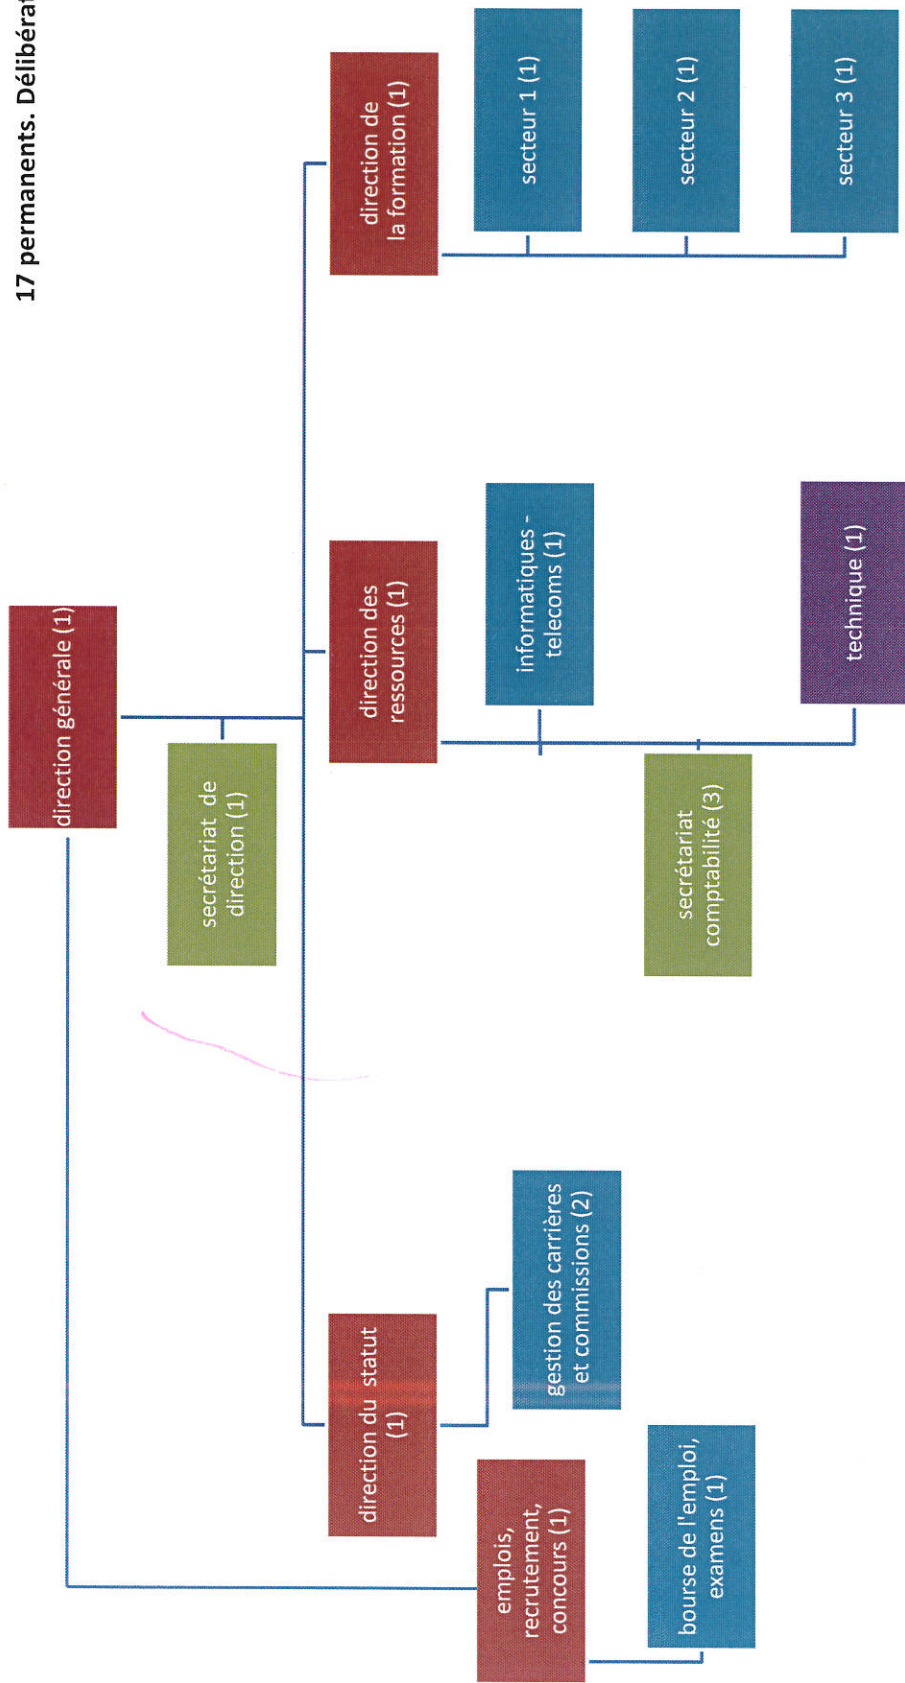 17 permanents.
direction générale (1)
secrétariat de
direction (1)
direction du statut
(1)
direction des
ressources (1)
direction de
la formation (1)
emplois,
recrutement,
concours (1)
bourse de l'emploi,
examens (1)
gestion des carrières
et commissions (2)
informatiques -
telecoms (1)
secrétariat
comptabilité (3)
technique (1)
secteur 1 (1)
secteur 2 (1)
secteur 3 (1)